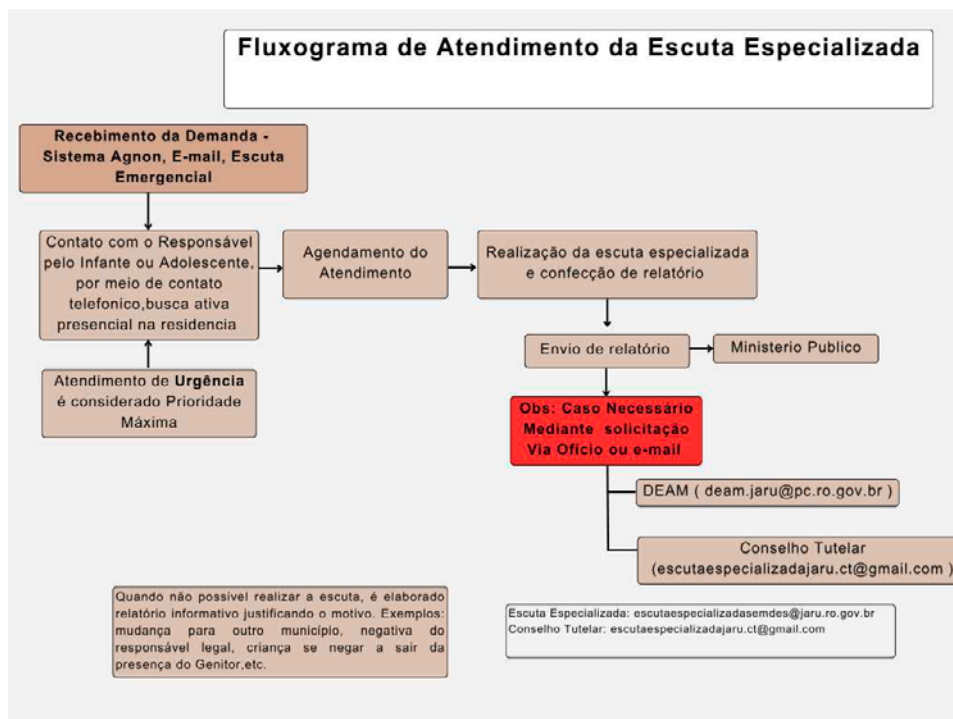 Fluxograma de Atendimento da Escuta Especializada
Recebimento da Demanda -
Sistema Agnon, E-mail, Escuta
Emergencial
Contato com o Responsável
pelo Infante ou Adolescente,
por meio de contato
telefonico,busca ativa
presencial na residencia
Agendamento do
Atendimento
Realização da escuta especializada
e confecção de relatório
Atendimento de Urgência
é considerado Prioridade
Máxima
Envio de relatório
Ministerio Publico
Obs: Caso Necessário
Mediante solicitação
Via Ofício ou e-mail
DEAM ( deam.jaru@pc.ro.gov.br )
Conselho Tutelar
(escutaespecializadajaru.ct@gmail.com )
Quando não possível realizar a escuta, é elaborado
relatório informativo justificando o motivo. Exemplos:
mudança para outro município, negativa do
responsável legal, criança se negar a sair da
presença do Genitor,etc.
Escuta Especializada: escutaespecializadasemdes@jaru.ro.gov.br
Conselho Tutelar: escutaespecializadajaru.ct@gmail.com